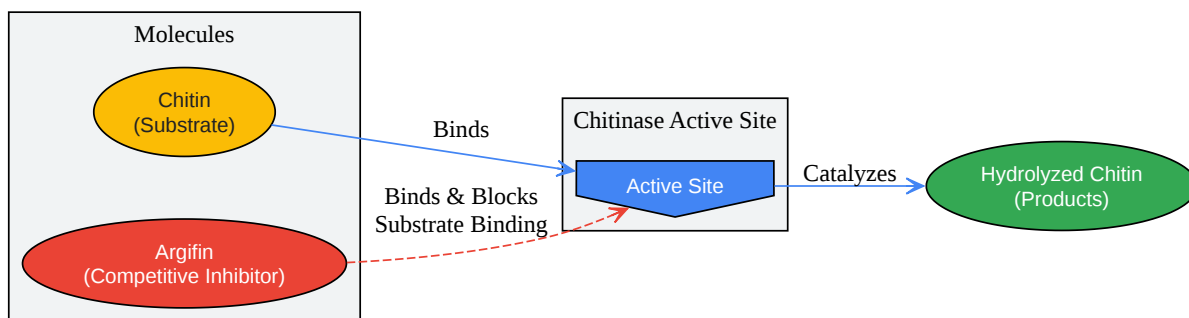 Molecules
Chitin
(Substrate)
Argifin
(Competitive Inhibitor)
Binds
Binds & Blocks
Substrate Binding
Chitinase Active Site
Active Site
Catalyzes
Hydrolyzed Chitin
(Products)